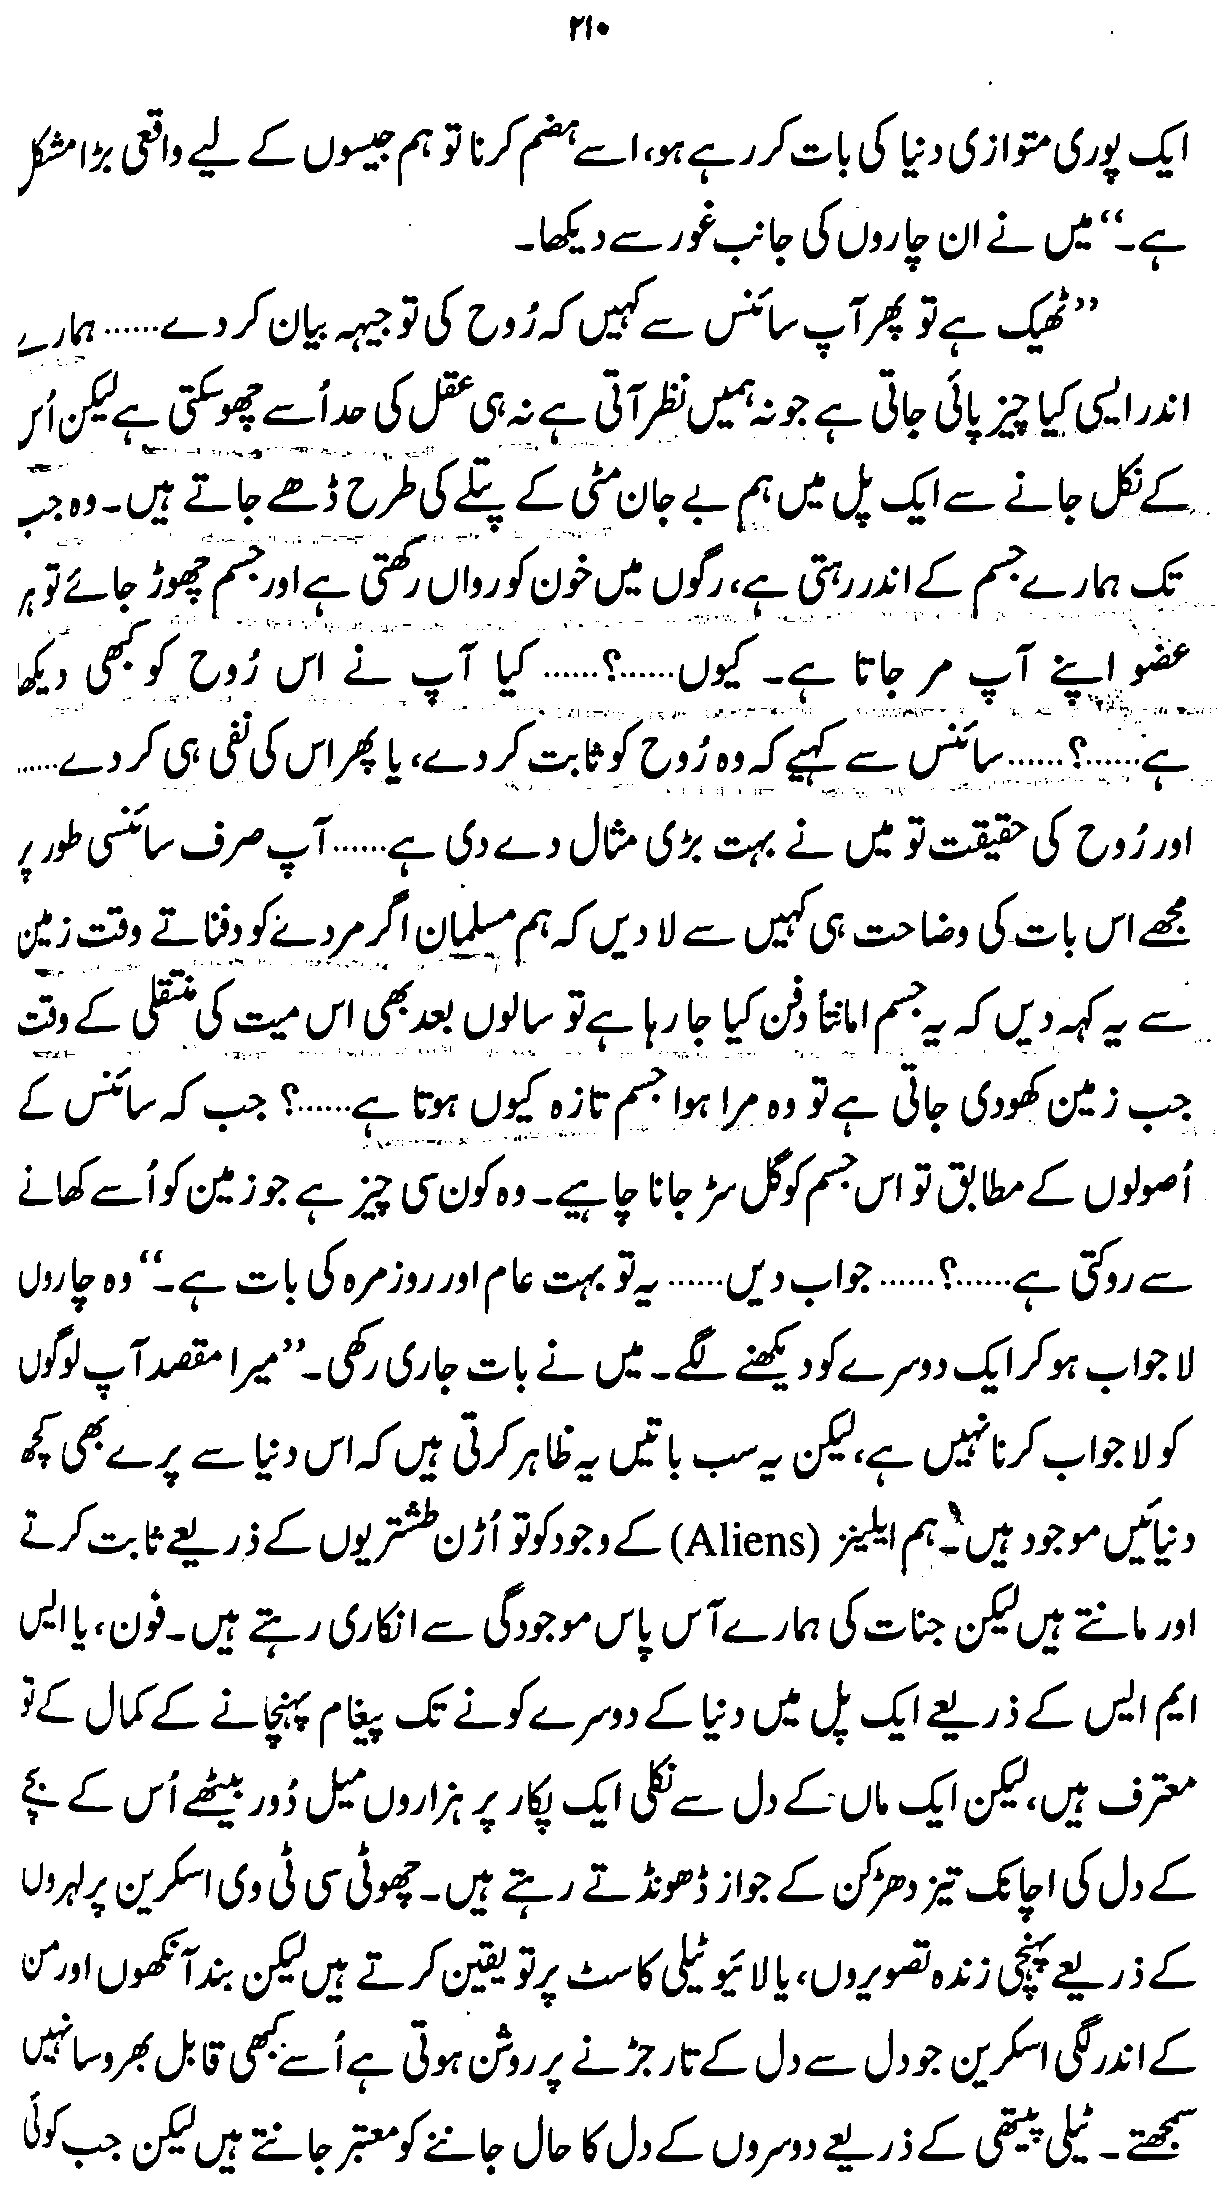 ۲۱۰
ایک پوری متوازی دنیا کی بات کر رہے ہو، اسے ہضم کرنا تو ہم جیسوں کے لیے واقعی بڑا مشکل
ہے۔“ میں نے ان چاروں کی جانب غور سے دیکھا۔
”ٹھیک ہے تو پھر آپ سائنس سے کہیں کہ رُوح کی توجیہہ بیان کر دے...... ہمارے
اندر ایسی کیا چیز پائی جاتی ہے جو نہ ہمیں نظر آتی ہے نہ ہی عقل کی حد اُسے چھو سکتی ہے لیکن اُس
کے نکل جانے سے ایک پل میں ہم بے جان مٹی کے پتلے کی طرح ڈھے جاتے ہیں۔ وہ جب
تک ہمارے جسم کے اندر رہتی ہے، رگوں میں خون کو رواں رکھتی ہے اور جسم چھوڑ جائے تو ہر
عضو اپنے آپ مر جاتا ہے۔ کیوں......؟...... کیا آپ نے اس رُوح کو کبھی دیکھا
ہے......؟...... سائنس سے کہیے کہ وہ رُوح کو ثابت کر دے، یا پھر اس کی نفی ہی کر دے......
اور رُوح کی حقیقت تو میں نے بہت بڑی مثال دے دی ہے...... آپ صرف سائنسی طور پر
مجھے اس بات کی وضاحت ہی کہیں سے لا دیں کہ ہم مسلمان اگر مردے کو دفناتے وقت زمین
سے یہ کہہ دیں کہ یہ جسم امانتاً دفن کیا جا رہا ہے تو سالوں بعد بھی اس میت کی منتقلی کے وقت
جب زمین کھودی جاتی ہے تو وہ مرا ہوا جسم تازہ کیوں ہوتا ہے......؟ جب کہ سائنس کے
اُصولوں کے مطابق تو اس جسم کو گل سڑ جانا چاہیے۔ وہ کون سی چیز ہے جو زمین کو اُسے کھانے
سے روکتی ہے......؟...... جواب دیں...... یہ تو بہت عام اور روزمرہ کی بات ہے۔“ وہ چاروں
لاجواب ہو کر ایک دوسرے کو دیکھنے لگے۔ میں نے بات جاری رکھی۔ ”میرا مقصد آپ لوگوں
کو لاجواب کرنا نہیں ہے، لیکن یہ سب باتیں یہ ظاہر کرتی ہیں کہ اس دنیا سے پرے بھی کچھ
دنیائیں موجود ہیں۔ ہم ایلینز (Aliens) کے وجود کو تو اُڑن طشتریوں کے ذریعے ثابت کرتے
اور مانتے ہیں لیکن جنات کی ہمارے آس پاس موجودگی سے انکاری رہتے ہیں۔ فون، یا ایس
ایم ایس کے ذریعے ایک پل میں دنیا کے دوسرے کونے تک پیغام پہنچانے کے کمال کے تو
معترف ہیں، لیکن ایک ماں کے دل سے نکلی ایک پکار پر ہزاروں میل دُور بیٹھے اُس کے بچے
کے دل کی اچانک تیز دھڑکن کے جواز ڈھونڈتے رہتے ہیں۔ چھوٹی سی ٹی وی اسکرین پر لہروں
کے ذریعے پہنچی زندہ تصویروں، یا لائیو ٹیلی کاسٹ پر تو یقین کرتے ہیں لیکن بند آنکھوں اور من
کے اندر لگی اسکرین جو دل سے دل کے تار جڑنے پر روشن ہوتی ہے اُسے کبھی قابل بھروسا نہیں
سمجھتے۔ ٹیلی پیتھی کے ذریعے دوسروں کے دل کا حال جاننے کو معتبر جانتے ہیں لیکن جب کوئی